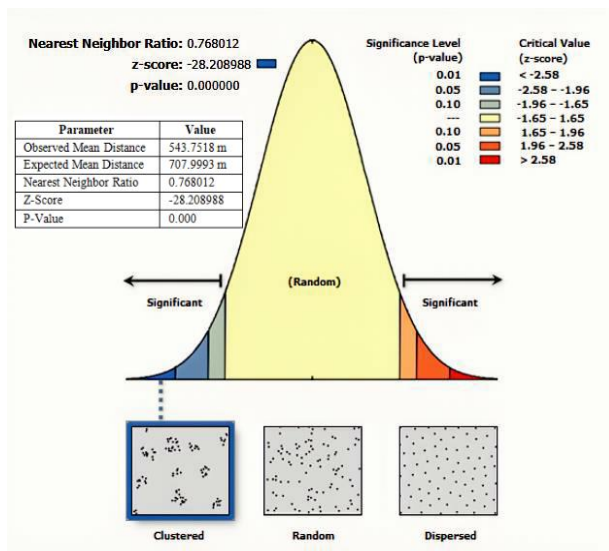 Nearest Neighbor Ratio: 0.768012
z-score: -28.208988
p-value: 0.000000
Significance Level
(p-value)
Critical Value
(z-score)
0.01 < -2.58
0.05 -2.58 – -1.96
0.10 -1.96 – -1.65
--- -1.65 – 1.65
0.10 1.65 – 1.96
0.05 1.96 – 2.58
0.01 > 2.58
Parameter Value
Observed Mean Distance 543.7518 m
Expected Mean Distance 707.9993 m
Nearest Neighbor Ratio 0.768012
Z-Score -28.208988
P-Value 0.000
Significant
(Random)
Significant
Clustered
Random
Dispersed